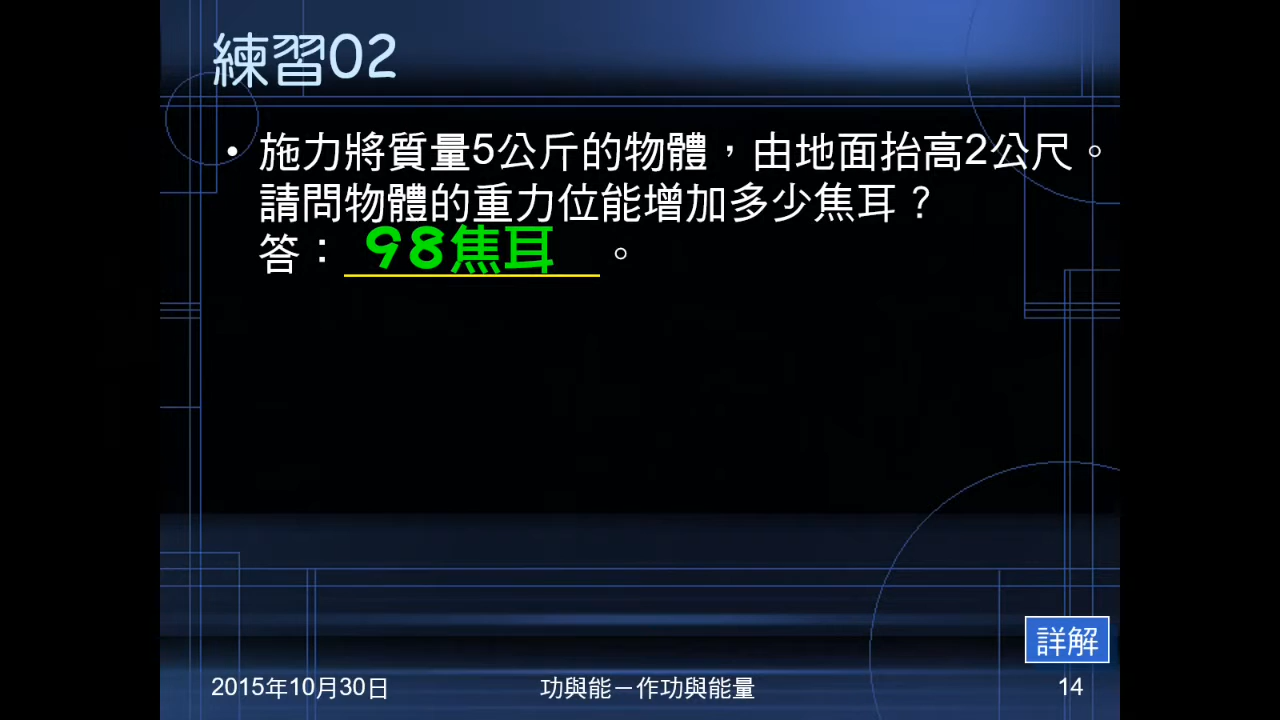 練習02
• 施力將質量5公斤的物體，由地面抬高2公尺。
請問物體的重力位能增加多少焦耳？
答：98焦耳。
詳解
2015年10月30日
功與能－作功與能量
14